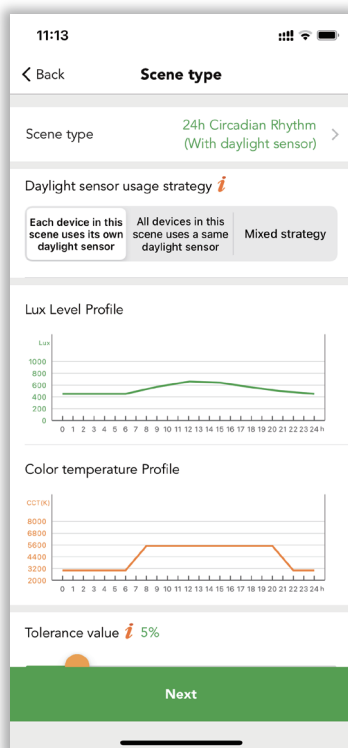 11:13
Back
Scene type
Scene type
24h Circadian Rhythm
(With daylight sensor)
Daylight sensor usage strategy i
Each device in this
scene uses its own
daylight sensor
All devices in this
scene uses a same
daylight sensor
Mixed strategy
Lux Level Profile
Lux
1000
800
600
400
200
0
0 1 2 3 4 5 6 7 8 9 10 11 12 13 14 15 16 17 18 19 20 21 22 23 24 h
Color temperature Profile
CCT(K)
8000
6800
5600
4400
3200
2000
0 1 2 3 4 5 6 7 8 9 10 11 12 13 14 15 16 17 18 19 20 21 22 23 24 h
Tolerance value i 5%
Next